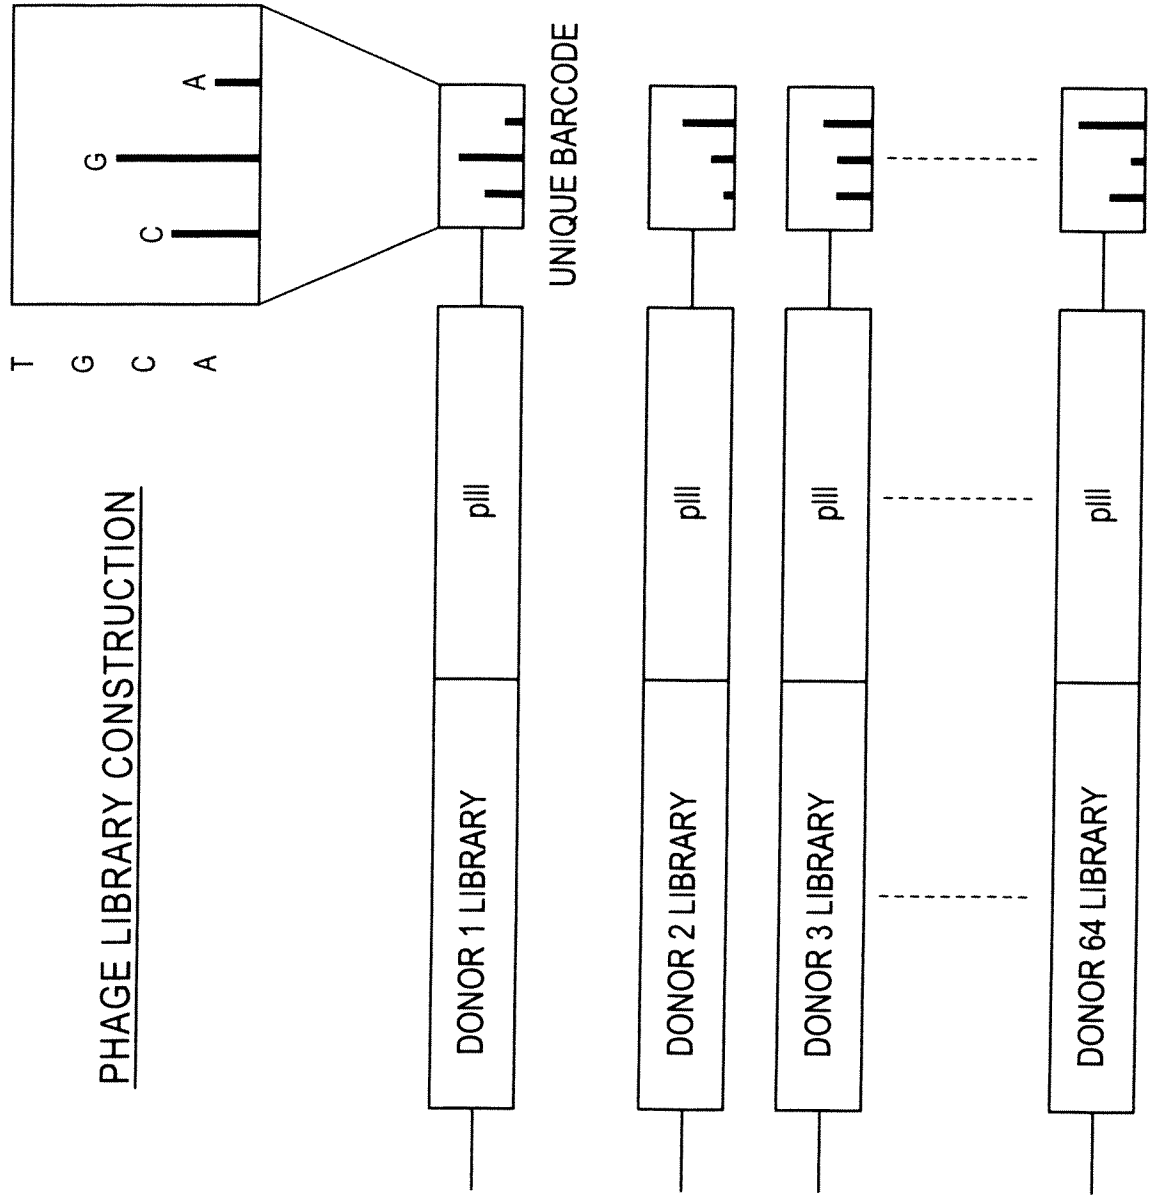 PHAGE LIBRARY CONSTRUCTION
T
G
C
A
C
G
A
DONOR 1 LIBRARY
pIII
UNIQUE BARCODE
DONOR 2 LIBRARY
pIII
DONOR 3 LIBRARY
pIII
DONOR 64 LIBRARY
pIII